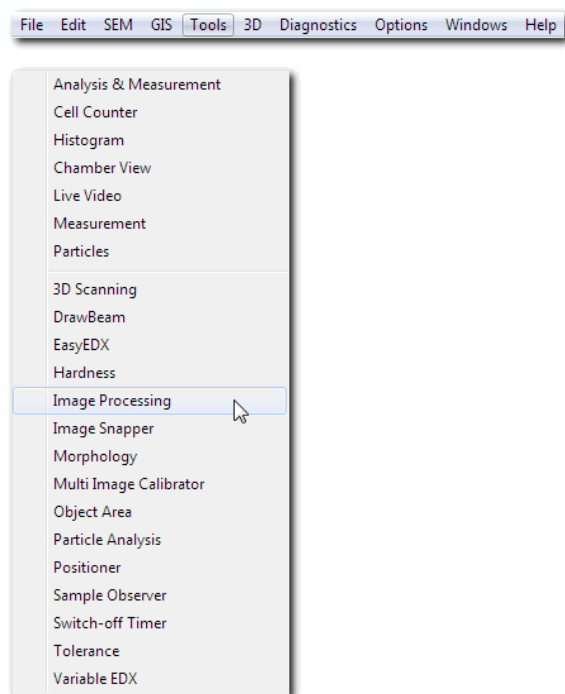 File Edit SEM GIS Tools 3D Diagnostics Options Windows Help
Analysis & Measurement
Cell Counter
Histogram
Chamber View
Live Video
Measurement
Particles
3D Scanning
DrawBeam
EasyEDX
Hardness
Image Processing
Image Snapper
Morphology
Multi Image Calibrator
Object Area
Particle Analysis
Positioner
Sample Observer
Switch-off Timer
Tolerance
Variable EDX